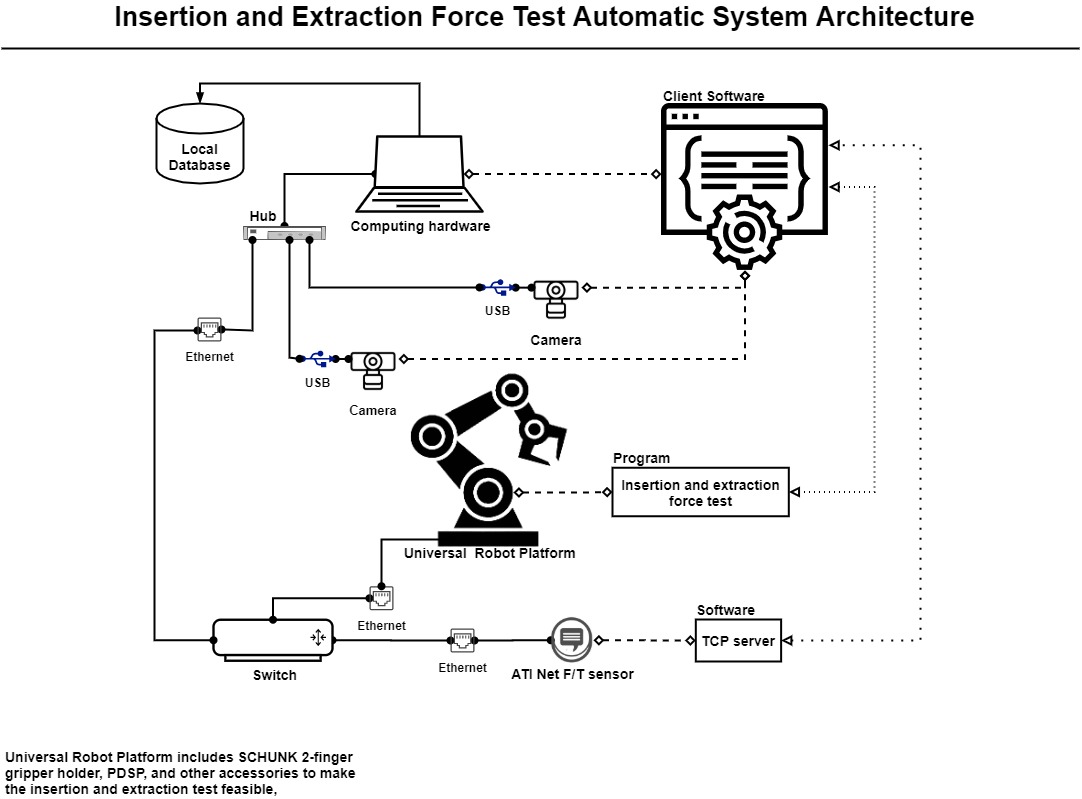 Insertion and Extraction Force Test Automatic System Architecture
Client Software
Local
Database
Hub
Computing hardware
USB
Camera
Ethernet
USB
Camera
Program
Insertion and extraction
force test
Universal  Robot Platform
Ethernet
Software
TCP server
Switch
Ethernet
ATI Net F/T sensor
Universal Robot Platform includes SCHUNK 2-finger
gripper holder, PDSP, and other accessories to make
the insertion and extraction test feasible,